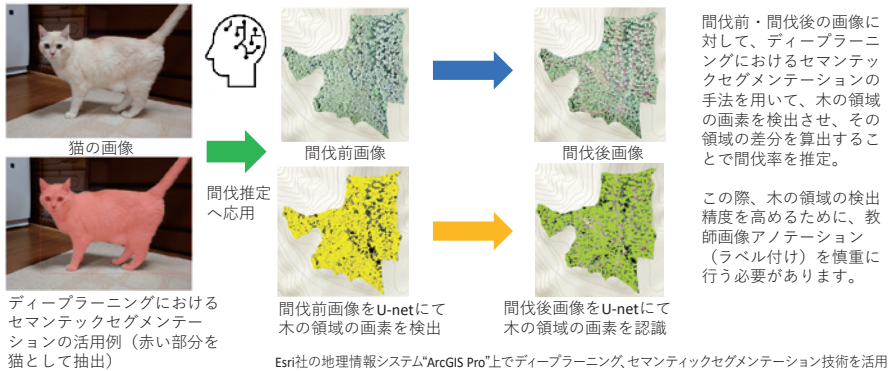 猫の画像
ディープラーニングにおける
セマンテックセグメンテー
ションの活用例（赤い部分を
猫として抽出）
間伐推定
へ応用
間伐前画像
間伐後画像
間伐前画像をU-netにて
木の領域の画素を検出
間伐後画像をU-netにて
木の領域の画素を認識
間伐前・間伐後の画像に
対して、ディープラーニ
ングにおけるセマンテッ
クセグメンテーションの
手法を用いて、木の領域
の画素を検出させ、その
領域の差分を算出するこ
とで間伐率を推定。
この際、木の領域の検出
精度を高めるために、教
師画像アノテーション
（ラベル付け）を慎重に
行う必要があります。
Esri社の地理情報システム“ArcGIS Pro”上でディープラーニング、セマンティックセグメンテーション技術を活用